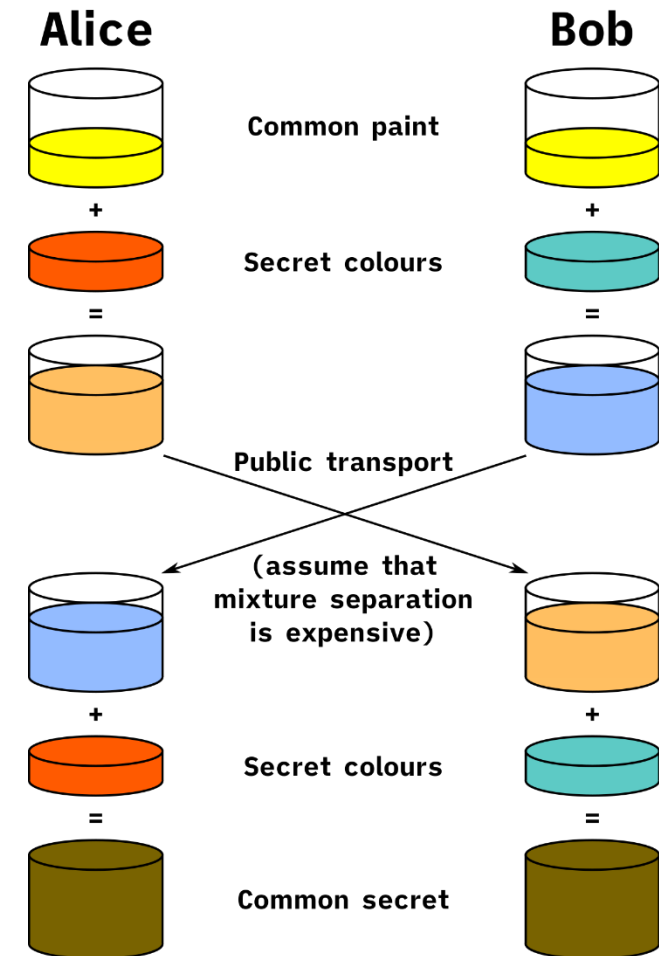 Alice Bob
Common paint
+ +
Secret colours
= =
Public transport
(assume that
mixture separation
is expensive)
+ +
Secret colours
= =
Common secret